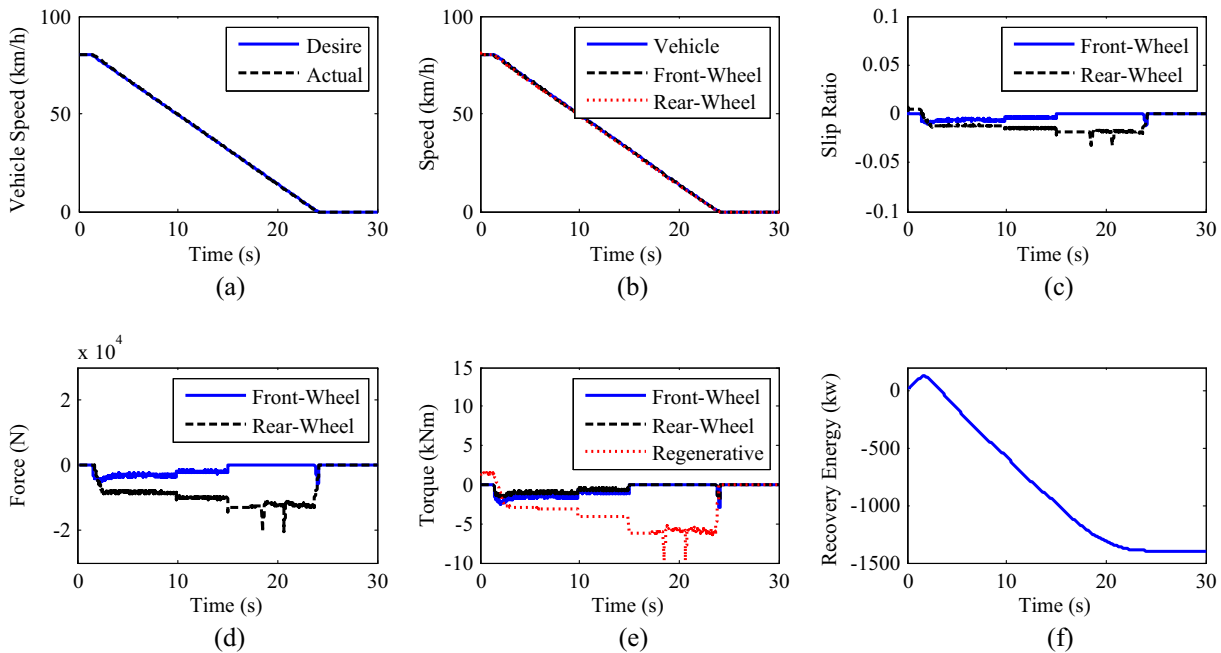 100
50
0
Vehicle Speed (km/h)
Desire
Actual
0 10 20 30
Time (s)
(a)
100
50
0
Speed (km/h)
Vehicle
Front-Wheel
Rear-Wheel
0 10 20 30
Time (s)
(b)
0.1
0.05
0
-0.05
-0.1
Slip Ratio
Front-Wheel
Rear-Wheel
0 10 20 30
Time (s)
(c)
x 10⁴
2
0
-2
Force (N)
Front-Wheel
Rear-Wheel
0 10 20 30
Time (s)
(d)
15
10
5
0
-5
-10
Torque (kNm)
Front-Wheel
Rear-Wheel
Regenerative
0 10 20 30
Time (s)
(e)
0
-500
-1000
-1500
Recovery Energy (kw)
0 10 20 30
Time (s)
(f)